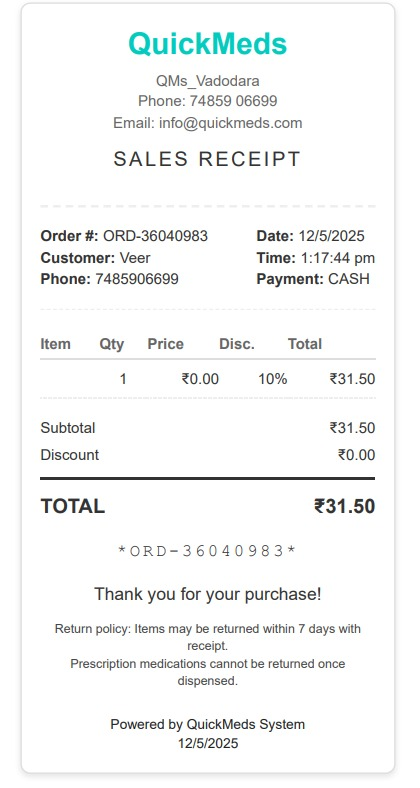 QuickMeds
QMs_Vadodara
Phone: 74859 06699
Email: info@quickmeds.com
SALES RECEIPT
Order #: ORD-36040983 Date: 12/5/2025
Customer: Veer Time: 1:17:44 pm
Phone: 7485906699 Payment: CASH
Item Qty Price Disc. Total
1 ₹0.00 10% ₹31.50
Subtotal ₹31.50
Discount ₹0.00
TOTAL ₹31.50
*ORD-36040983*
Thank you for your purchase!
Return policy: Items may be returned within 7 days with
receipt.
Prescription medications cannot be returned once
dispensed.
Powered by QuickMeds System
12/5/2025